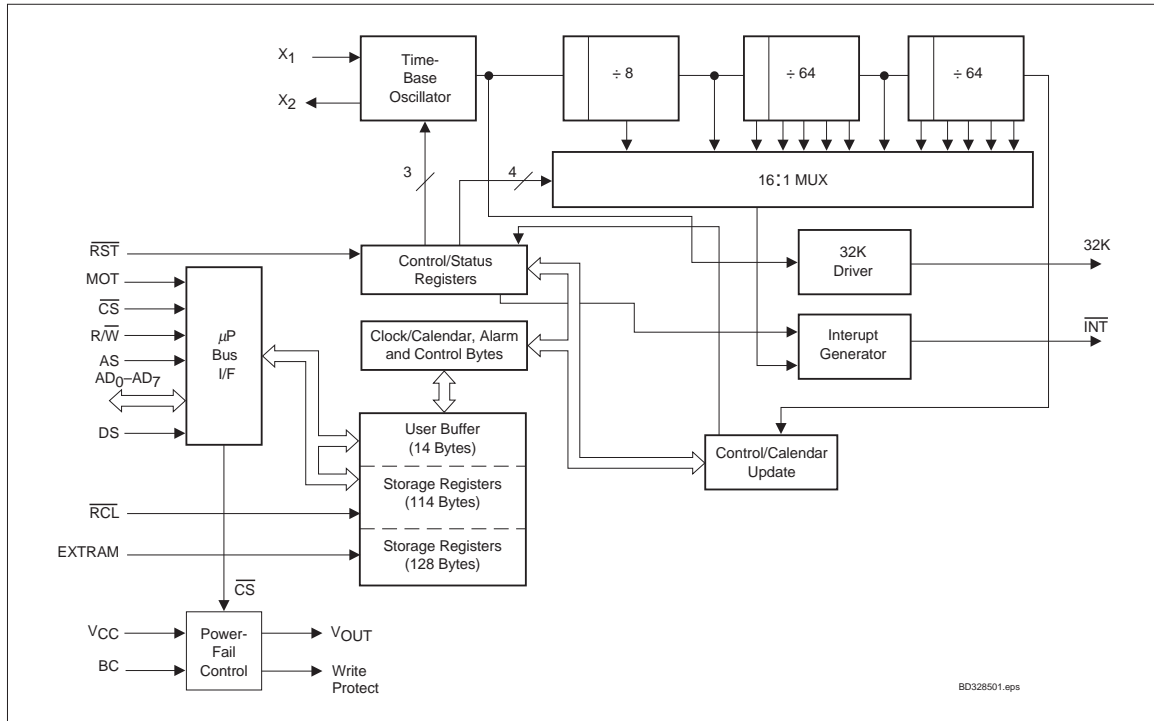 X1
X2
Time-
Base
Oscillator
÷ 8
÷ 64
÷ 64
3
4
16:1 MUX
RST
MOT
CS
R/W
AS
AD0–AD7
DS
µP
Bus
I/F
Control/Status
Registers
32K
Driver
32K
Clock/Calendar, Alarm
and Control Bytes
Interupt
Generator
INT
User Buffer
(14 Bytes)
Storage Registers
(114 Bytes)
Storage Registers
(128 Bytes)
Control/Calendar
Update
RCL
EXTRAM
CS
VCC
BC
Power-
Fail
Control
VOUT
Write
Protect
BD328501.eps